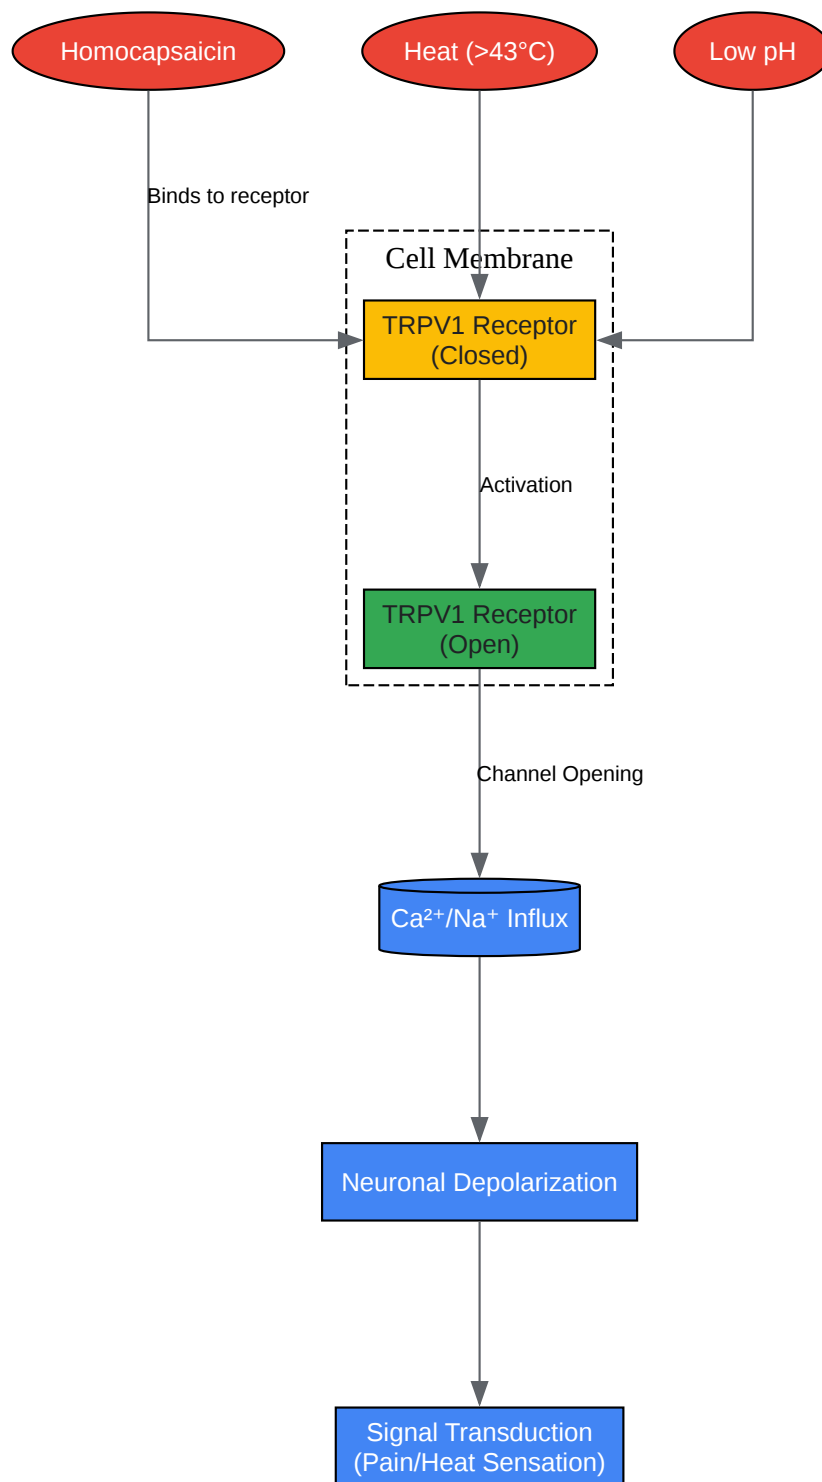 Homocapsaicin
Heat (>43°C)
Low pH
Binds to receptor
Cell Membrane
TRPV1 Receptor
(Closed)
Activation
TRPV1 Receptor
(Open)
Channel Opening
Ca²⁺/Na⁺ Influx
Neuronal Depolarization
Signal Transduction
(Pain/Heat Sensation)